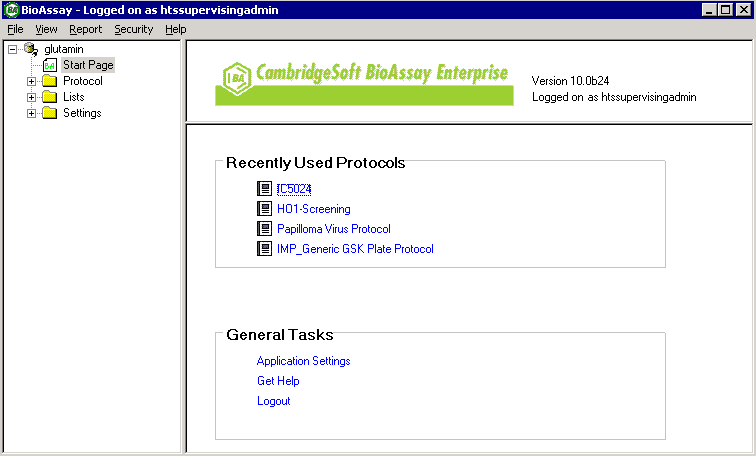 BioAssay - Logged on as htssupervisingadmin
File View Report Security Help
glutamin
Start Page
Protocol
Lists
Settings
BA
CambridgeSoft BioAssay Enterprise
Version 10.0b24
Logged on as htssupervisingadmin
Recently Used Protocols
IC5024
HO1-Screening
Papilloma Virus Protocol
IMP_Generic GSK Plate Protocol
General Tasks
Application Settings
Get Help
Logout